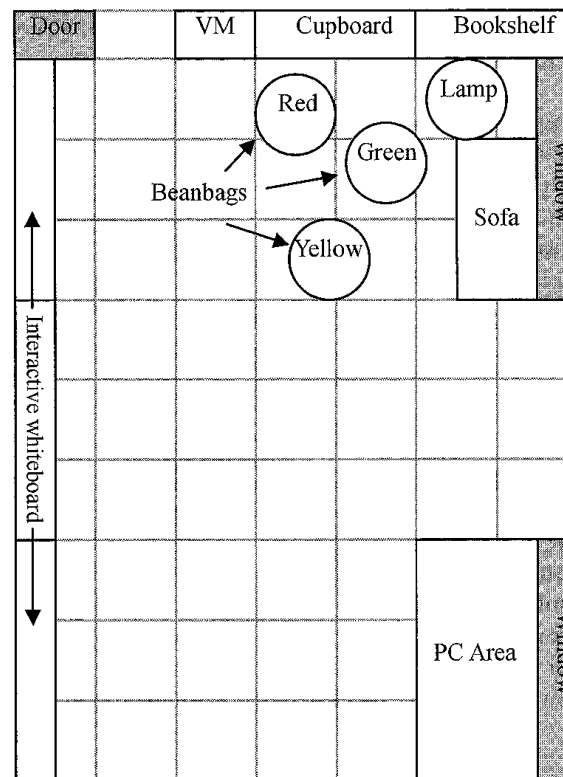 Door
VM
Cupboard
Bookshelf
Red
Lamp
Green
Beanbags
Window
Sofa
Yellow
Interactive whiteboard
PC Area
Window